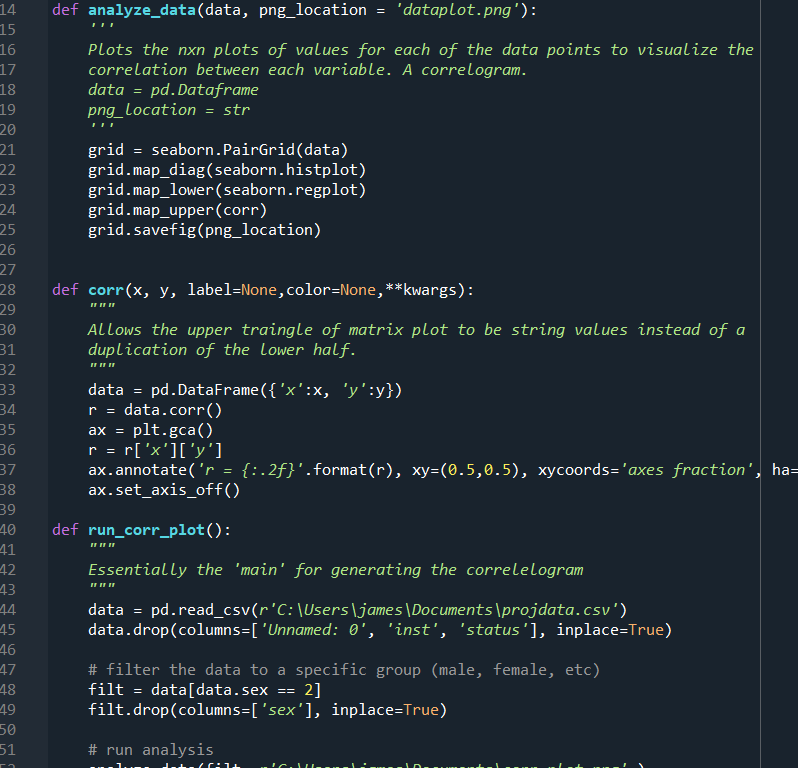 14 def analyze_data(data, png_location = 'dataplot.png'):
15 '''
16 Plots the nxn plots of values for each of the data points to visualize the
17 correlation between each variable. A correlogram.
18 data = pd.Dataframe
19 png_location = str
20 '''
21 grid = seaborn.PairGrid(data)
22 grid.map_diag(seaborn.histplot)
23 grid.map_lower(seaborn.regplot)
24 grid.map_upper(corr)
25 grid.savefig(png_location)
26
27
28 def corr(x, y, label=None,color=None,**kwargs):
29 """
30 Allows the upper traingle of matrix plot to be string values instead of a
31 duplication of the lower half.
32 """
33 data = pd.DataFrame({'x':x, 'y':y})
34 r = data.corr()
35 ax = plt.gca()
36 r = r['x']['y']
37 ax.annotate('r = {:.2f}'.format(r), xy=(0.5,0.5), xycoords='axes fraction', ha=
38 ax.set_axis_off()
39
40 def run_corr_plot():
41 """
42 Essentially the 'main' for generating the correlelogram
43 """
44 data = pd.read_csv(r'C:\Users\james\Documents\projdata.csv')
45 data.drop(columns=['Unnamed: 0', 'inst', 'status'], inplace=True)
46
47 # filter the data to a specific group (male, female, etc)
48 filt = data[data.sex == 2]
49 filt.drop(columns=['sex'], inplace=True)
50
51 # run analysis